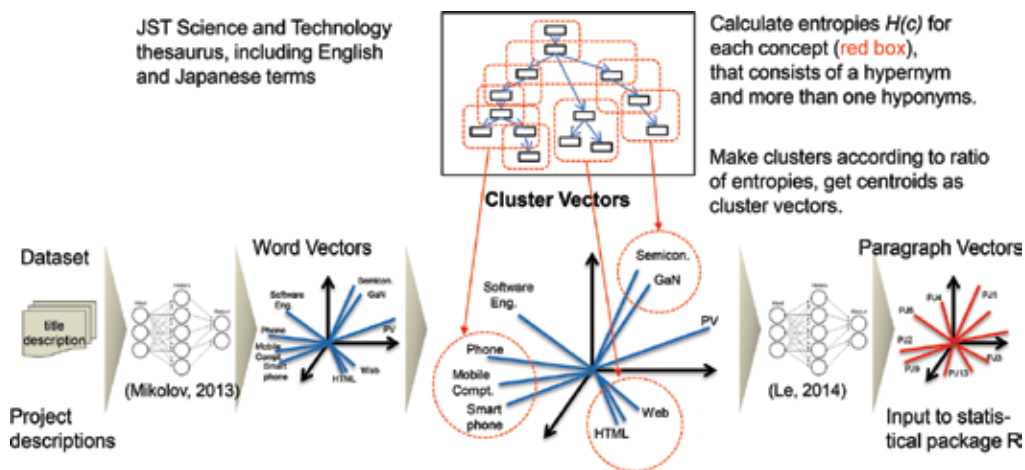 JST Science and Technology
thesaurus, including English
and Japanese terms
Calculate entropies H(c) for
each concept (red box),
that consists of a hypernym
and more than one hyponyms.
Make clusters according to ratio
of entropies, get centroids as
cluster vectors.
Cluster Vectors
Dataset
title
description
Project
descriptions
(Mikolov, 2013)
Word Vectors
Semicon.
GaN
Software
Eng.
PV
Phone
Mobile
Compt.
Smart
phone
Web
HTML
Semicon.
GaN
Software
Eng.
PV
Phone
Mobile
Compt.
Smart
phone
Web
HTML
(Le, 2014)
Paragraph Vectors
PJ4
PJ1
PJ5
PJ2
PJ3
PJ9
PJ13
Input to statis-
tical package R